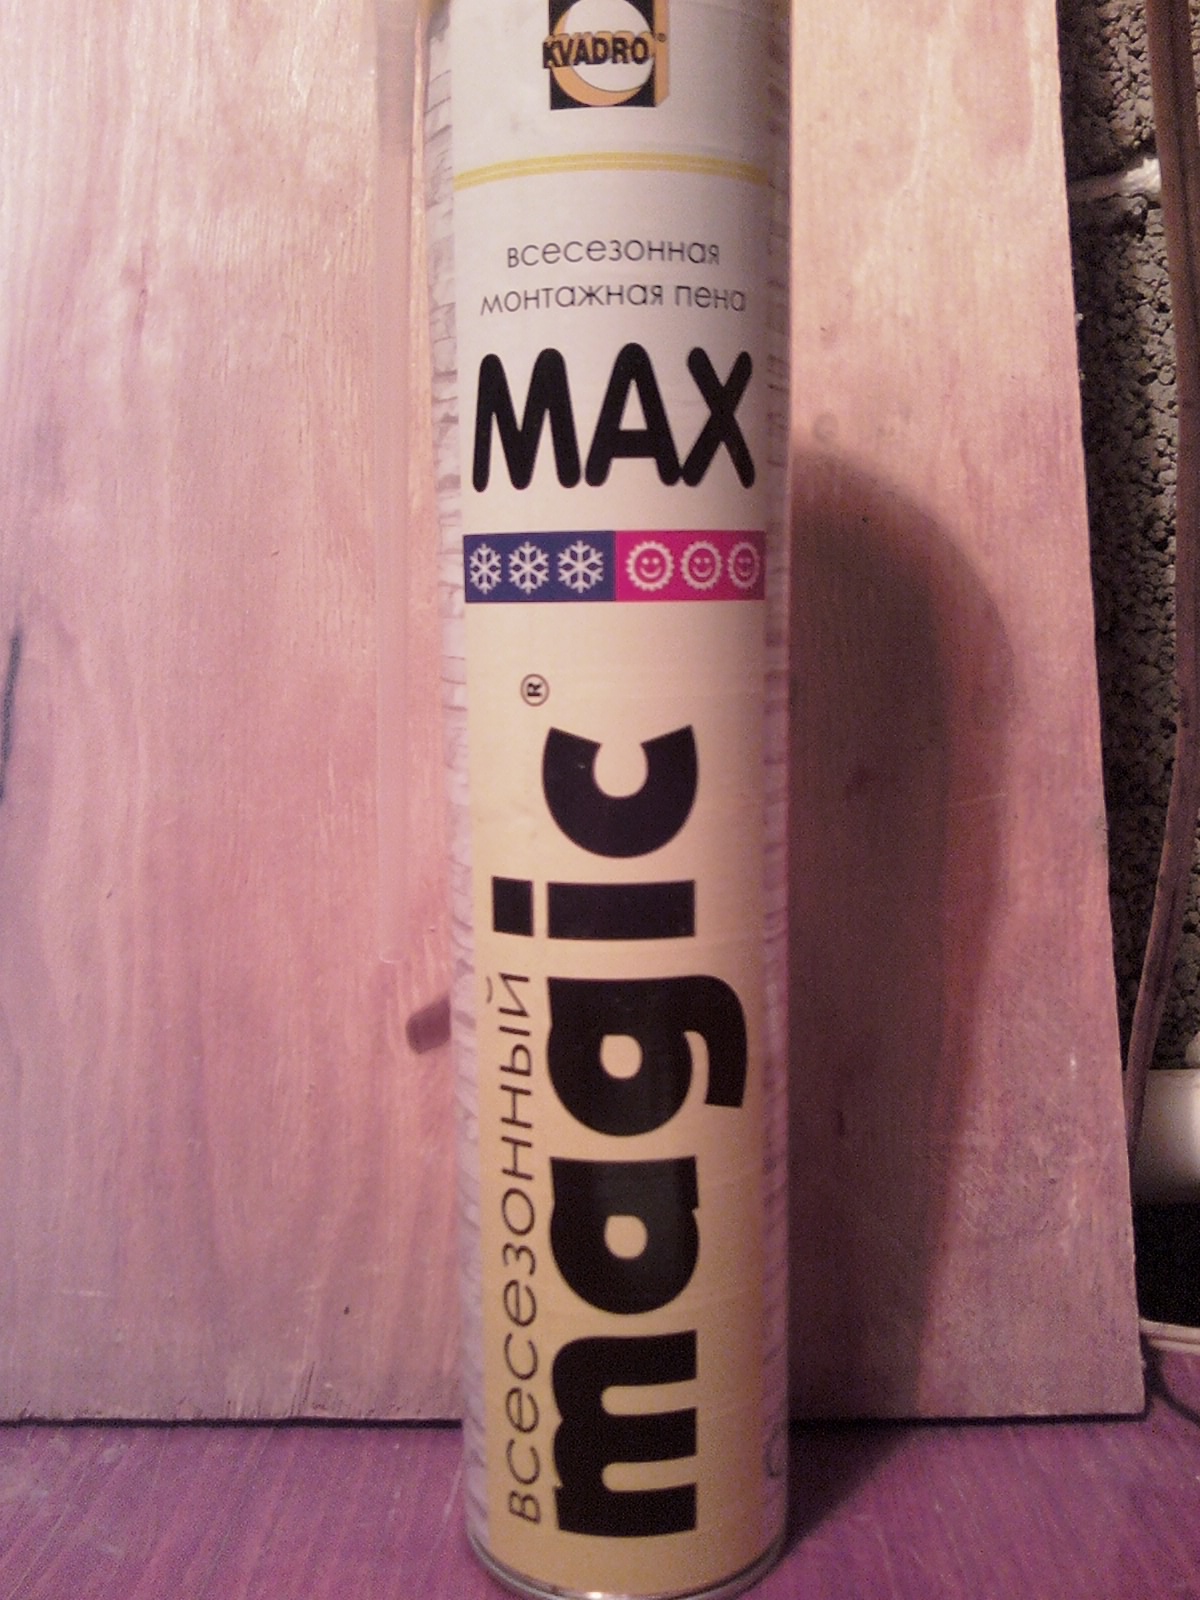 KVADRO®
всесезонная
монтажная пена
MAX
magic®
всесезонный